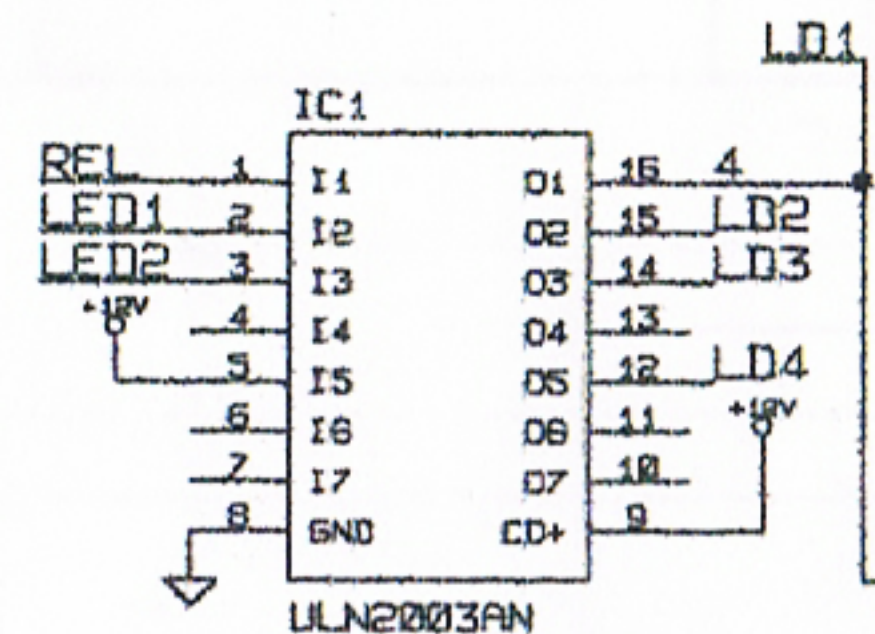 LD1
IC1
REL 1 I1 O1 16 4
LED1 2 I2 O2 15 LD2
LED2 3 I3 O3 14 LD3
+12V
4 I4 O4 13
5 I5 O5 12 LD4
+12V
6 I6 O6 11
7 I7 O7 10
8 GND CD+ 9
ULN2003AN